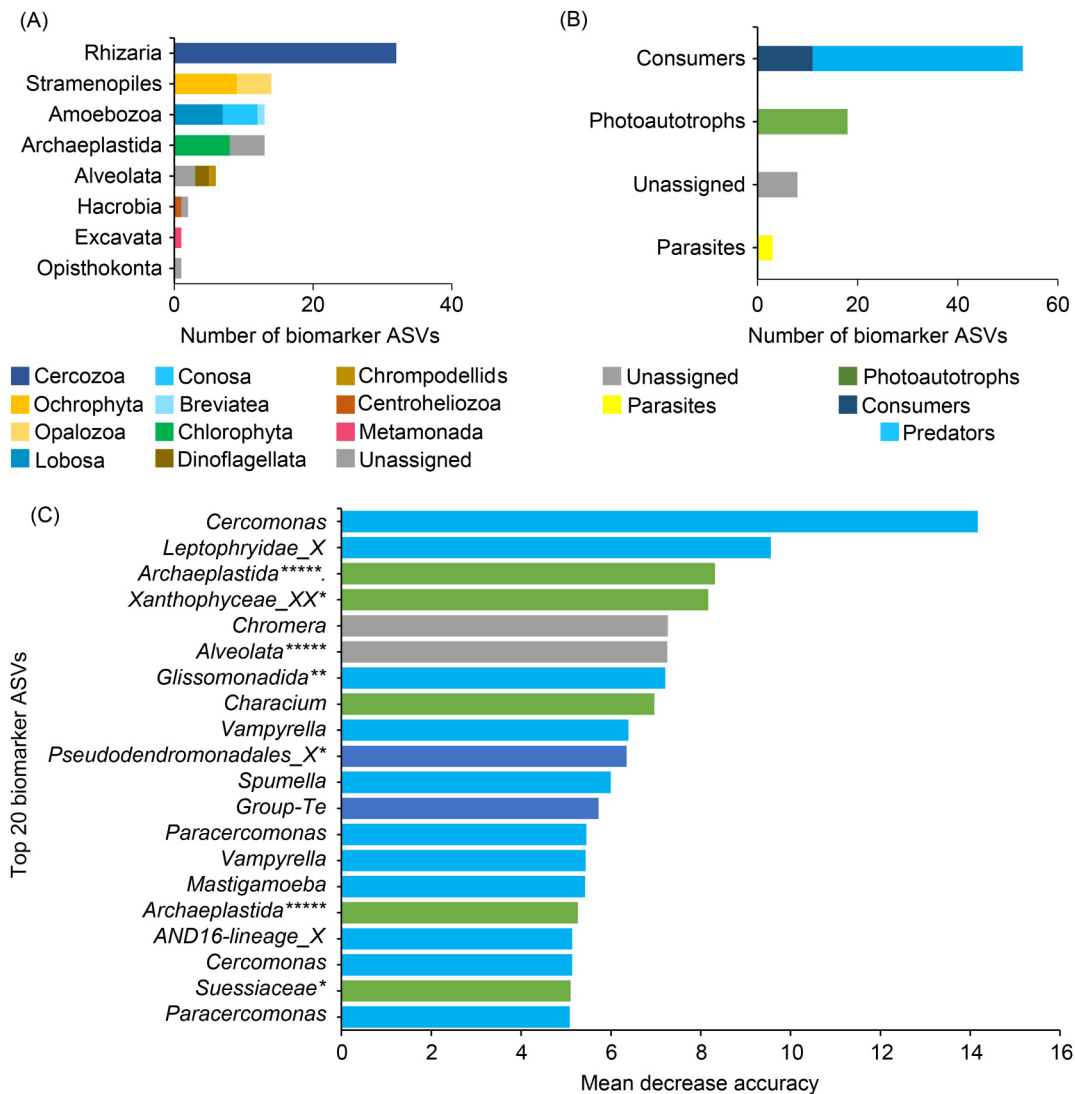 (A)
Rhizaria
Stramenopiles
Amoebozoa
Archaeplastida
Alveolata
Hacrobia
Excavata
Opisthokonta
0 20 40
Number of biomarker ASVs
(B)
Consumers
Photoautotrophs
Unassigned
Parasites
0 20 40 60
Number of biomarker ASVs
Cercozoa Conosa Chrompodellids
Ochrophyta Breviatea Centroheliozoa
Opalozoa Chlorophyta Metamonada
Lobosa Dinoflagellata Unassigned
Unassigned Photoautotrophs
Parasites Consumers
Predators
(C)
Top 20 biomarker ASVs
Cercomonas
Leptophryidae_X
Archaeplastida*****.
Xanthophyceae_XX*
Chromera
Alveolata*****
Glissomonadida**
Characium
Vampyrella
Pseudodendromonadales_X*
Spumella
Group-Te
Paracercomonas
Vampyrella
Mastigamoeba
Archaeplastida*****
AND16-lineage_X
Cercomonas
Suessiaceae*
Paracercomonas
0 2 4 6 8 10 12 14 16
Mean decrease accuracy